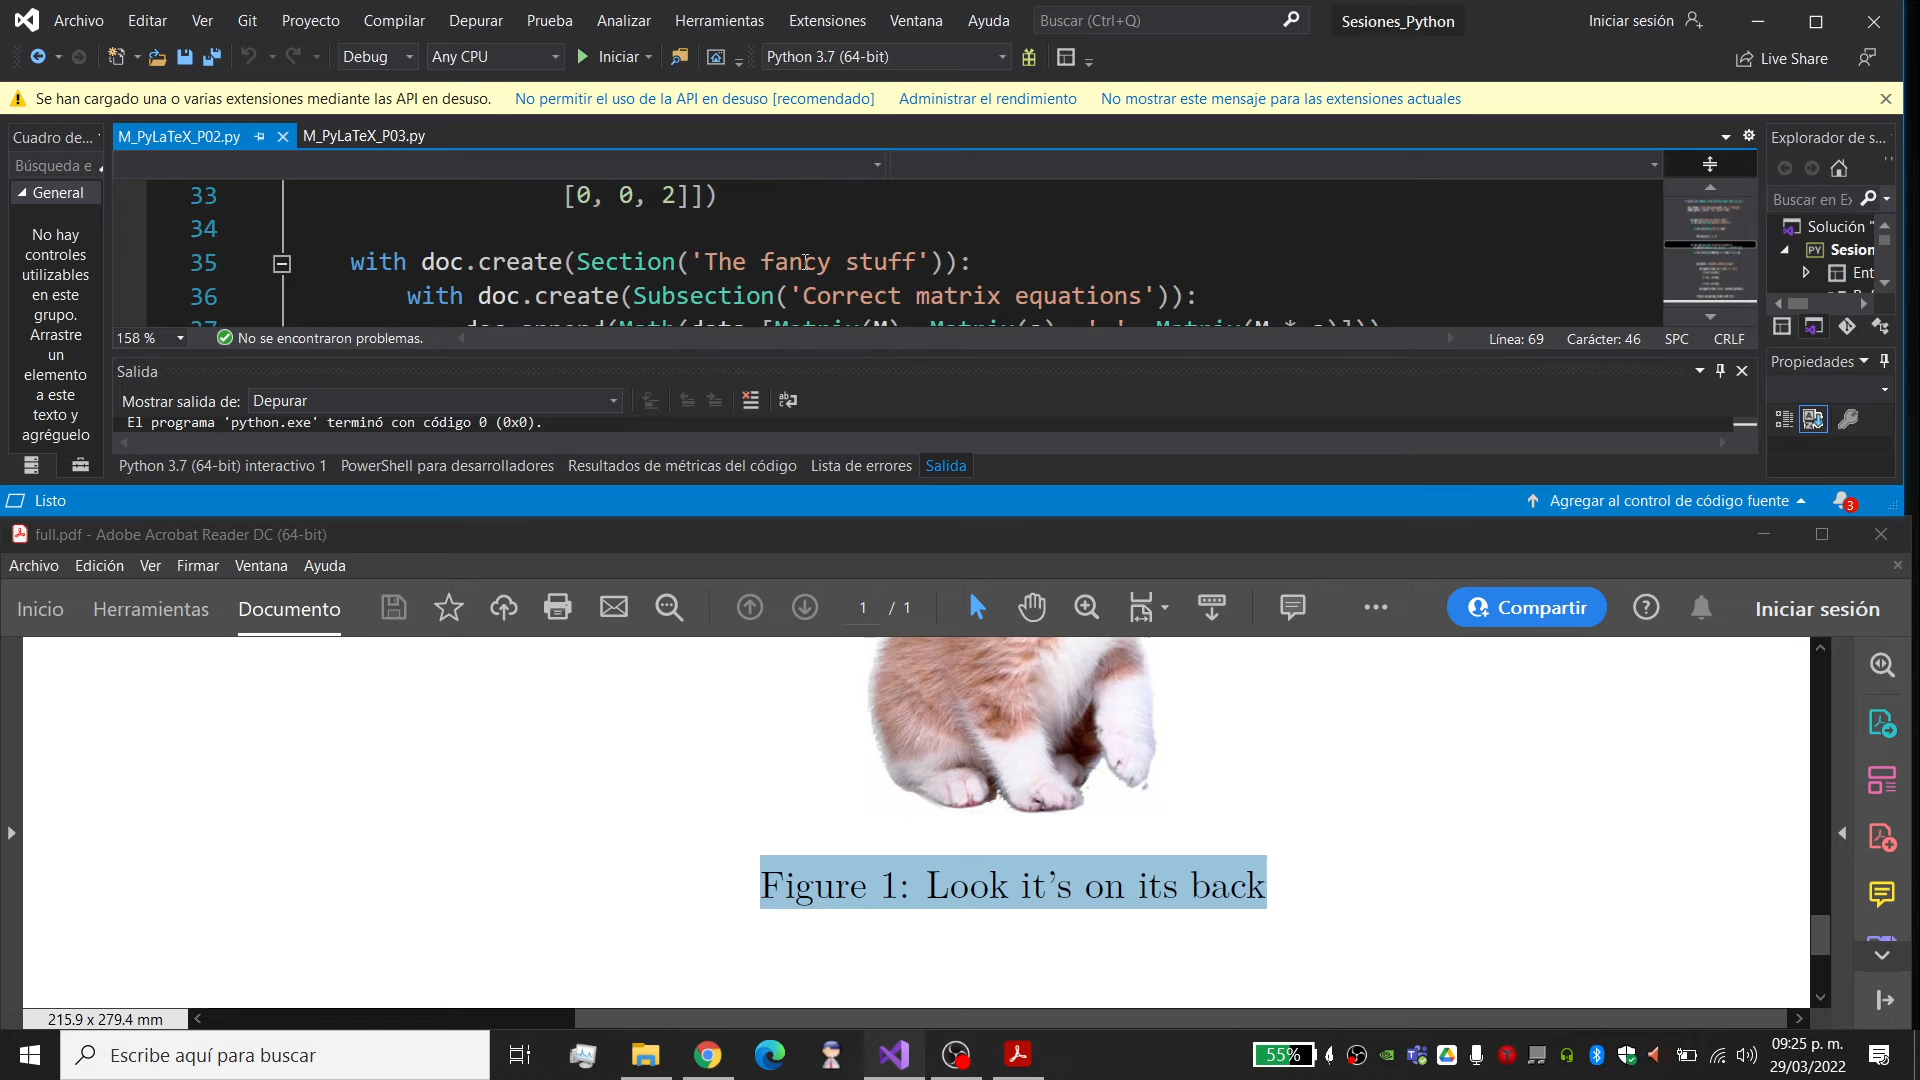 Archivo Editar Ver Git Proyecto Compilar Depurar Prueba Analizar Herramientas Extensiones Ventana Ayuda Buscar (Ctrl+Q) Sesiones_Python Iniciar sesión
Debug Any CPU Iniciar Python 3.7 (64-bit) Live Share
Se han cargado una o varias extensiones mediante las API en desuso. No permitir el uso de la API en desuso [recomendado] Administrar el rendimiento No mostrar este mensaje para las extensiones actuales
Cuadro de... M_PyLaTeX_P02.py M_PyLaTeX_P03.py Explorador de s...
Búsqueda e
General
No hay
controles
utilizables
en este
grupo.
Arrastre
un
elemento
a este
texto y
agréguelo
33 [0, 0, 2]])
34
35 with doc.create(Section('The fancy stuff')):
36 with doc.create(Subsection('Correct matrix equations')):
Buscar en Ex
Solución "
Sesion
Ent
158 % No se encontraron problemas. Línea: 69 Carácter: 46 SPC CRLF
Salida
Mostrar salida de: Depurar
El programa 'python.exe' terminó con código 0 (0x0).
Propiedades
Python 3.7 (64-bit) interactivo 1 PowerShell para desarrolladores Resultados de métricas del código Lista de errores Salida
Listo Agregar al control de código fuente 3
full.pdf - Adobe Acrobat Reader DC (64-bit)
Archivo Edición Ver Firmar Ventana Ayuda
Inicio Herramientas Documento 1 / 1 Compartir Iniciar sesión
Figure 1: Look it's on its back
215.9 x 279.4 mm
Escribe aquí para buscar 55% 09:25 p. m.
29/03/2022